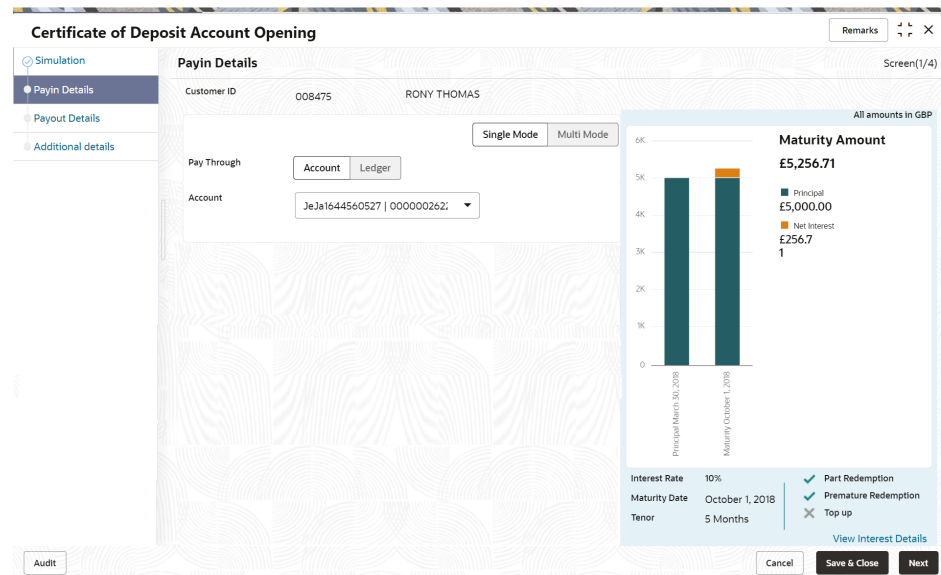 Certificate of Deposit Account Opening
Remarks
Simulation
Payin Details
Payout Details
Additional details
Payin Details
Screen(1/4)
Customer ID
008475
RONY THOMAS
Single Mode
Multi Mode
Pay Through
Account
Ledger
Account
JeJa1644560527 | 0000002622
All amounts in GBP
6K
5K
4K
3K
2K
1K
0
Principal March 30, 2018
Maturity October 1, 2018
Maturity Amount
£5,256.71
Principal
£5,000.00
Net Interest
£256.7
1
Interest Rate
10%
Maturity Date
October 1, 2018
Tenor
5 Months
Part Redemption
Premature Redemption
Top up
View Interest Details
Audit
Cancel
Save & Close
Next